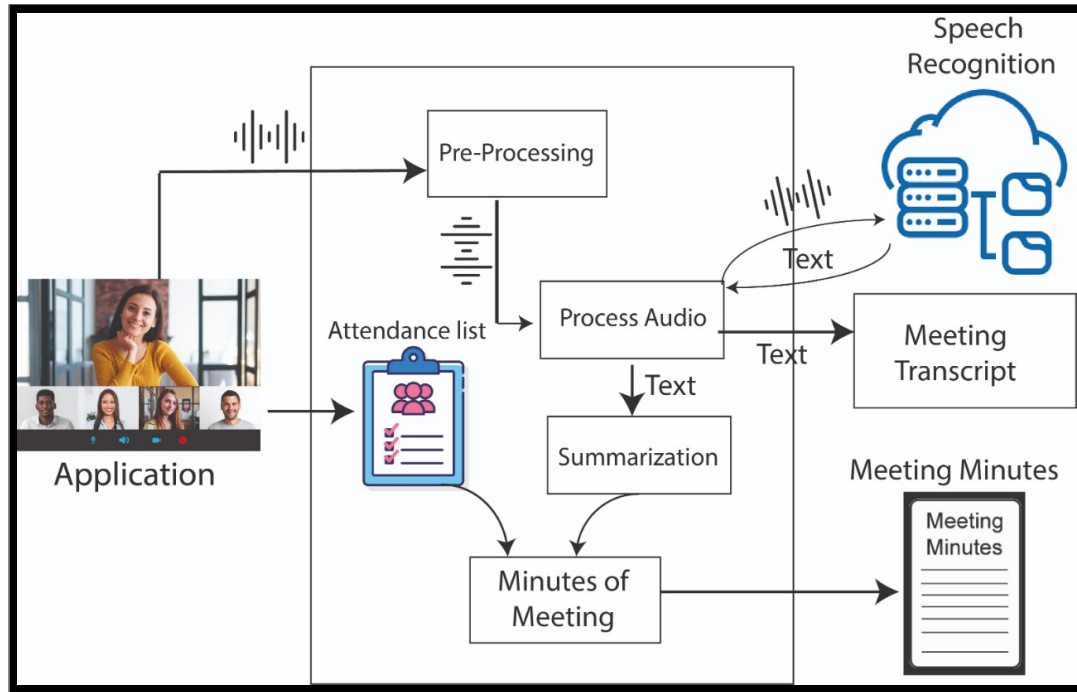 Speech
Recognition
Pre-Processing
Text
Attendance list
Process Audio
Text
Meeting
Transcript
Text
Application
Summarization
Meeting Minutes
Meeting
Minutes
Minutes of
Meeting